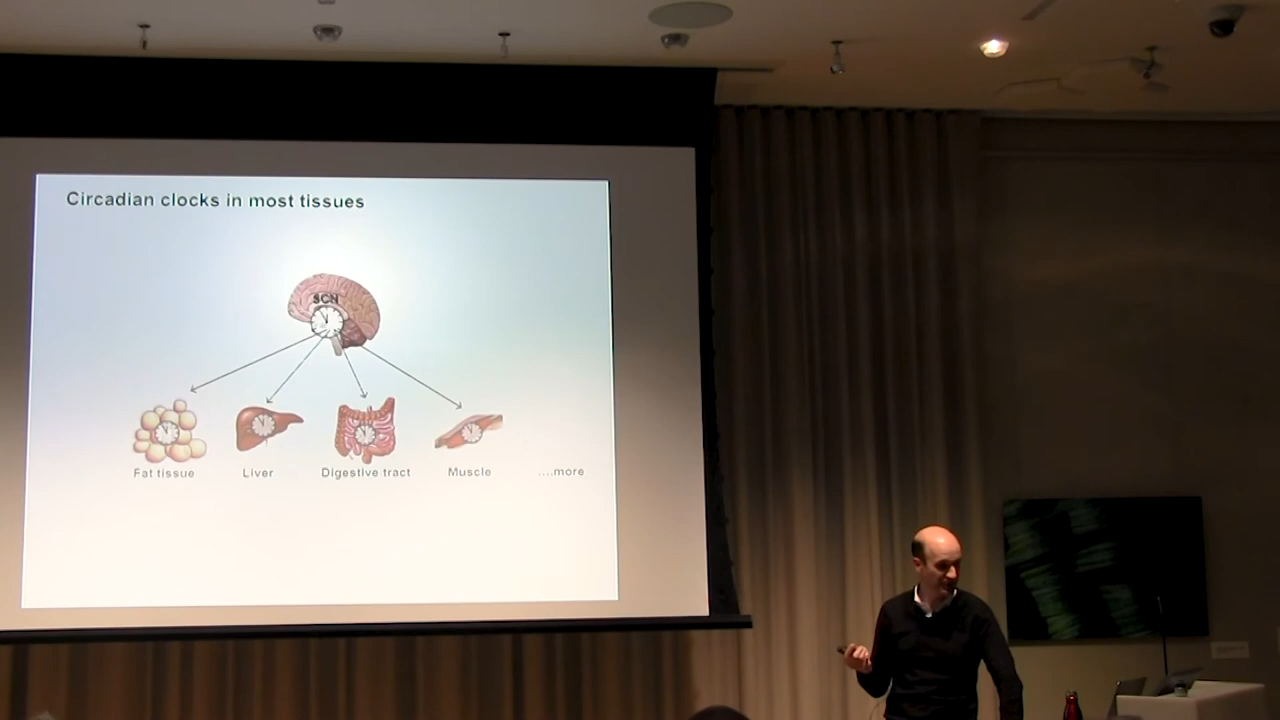 Circadian clocks in most tissues
SCN
Fat tissue
Liver
Digestive tract
Muscle
....more